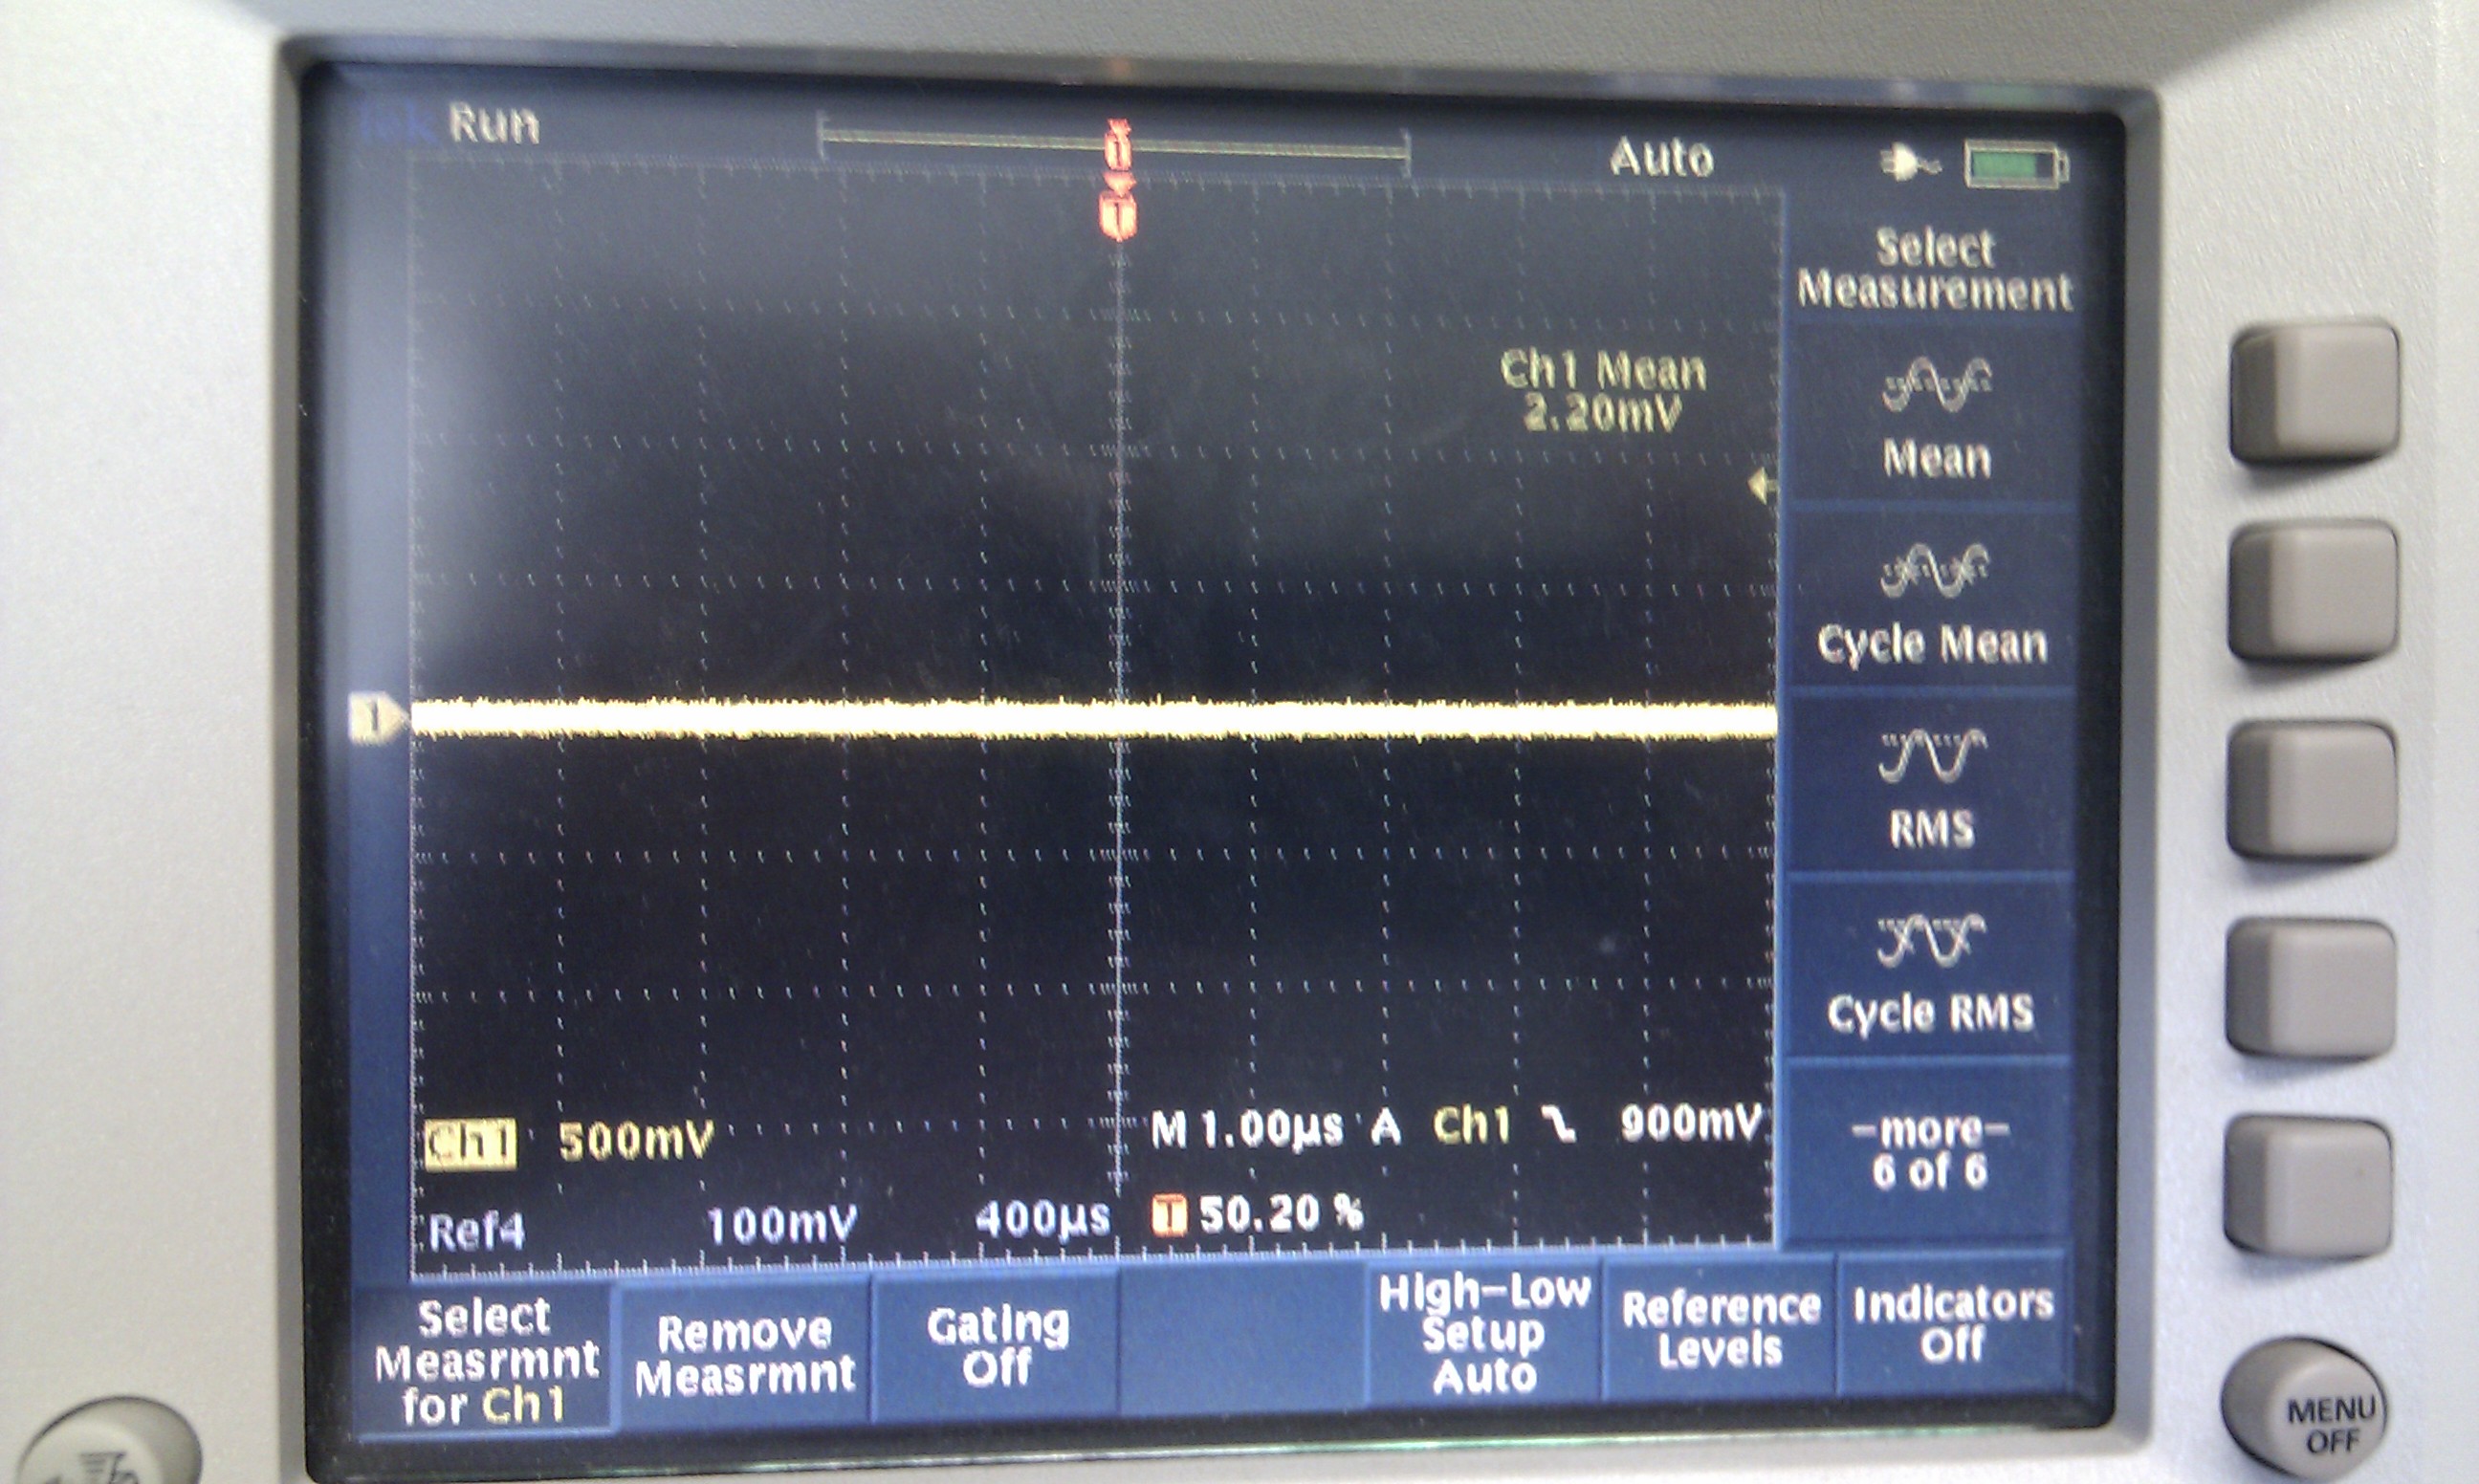 Tek Run
Auto
Select
Measurement
Ch1 Mean
2.20mV
Mean
Cycle Mean
RMS
Cycle RMS
-more-
6 of 6
1
Ch1 500mV M 1.00µs A Ch1 900mV
Ref4 100mV 400µs T 50.20 %
Select
Measrmnt
for Ch1
Remove
Measrmnt
Gating
Off
High-Low
Setup
Auto
Reference
Levels
Indicators
Off
MENU
OFF